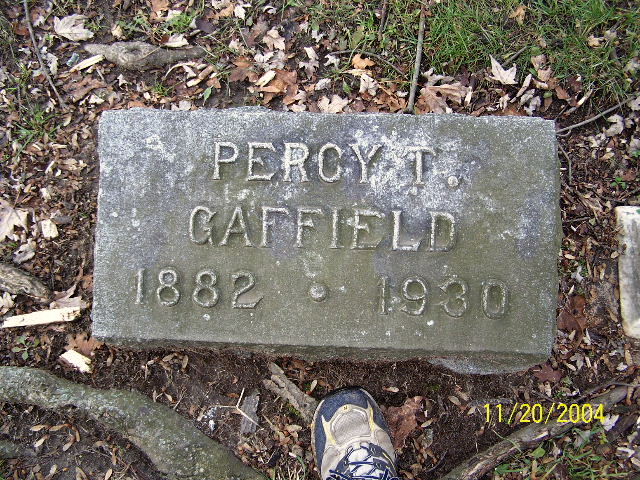 PERCY T.
GAFFIELD
1882 • 1930
11/20/2004